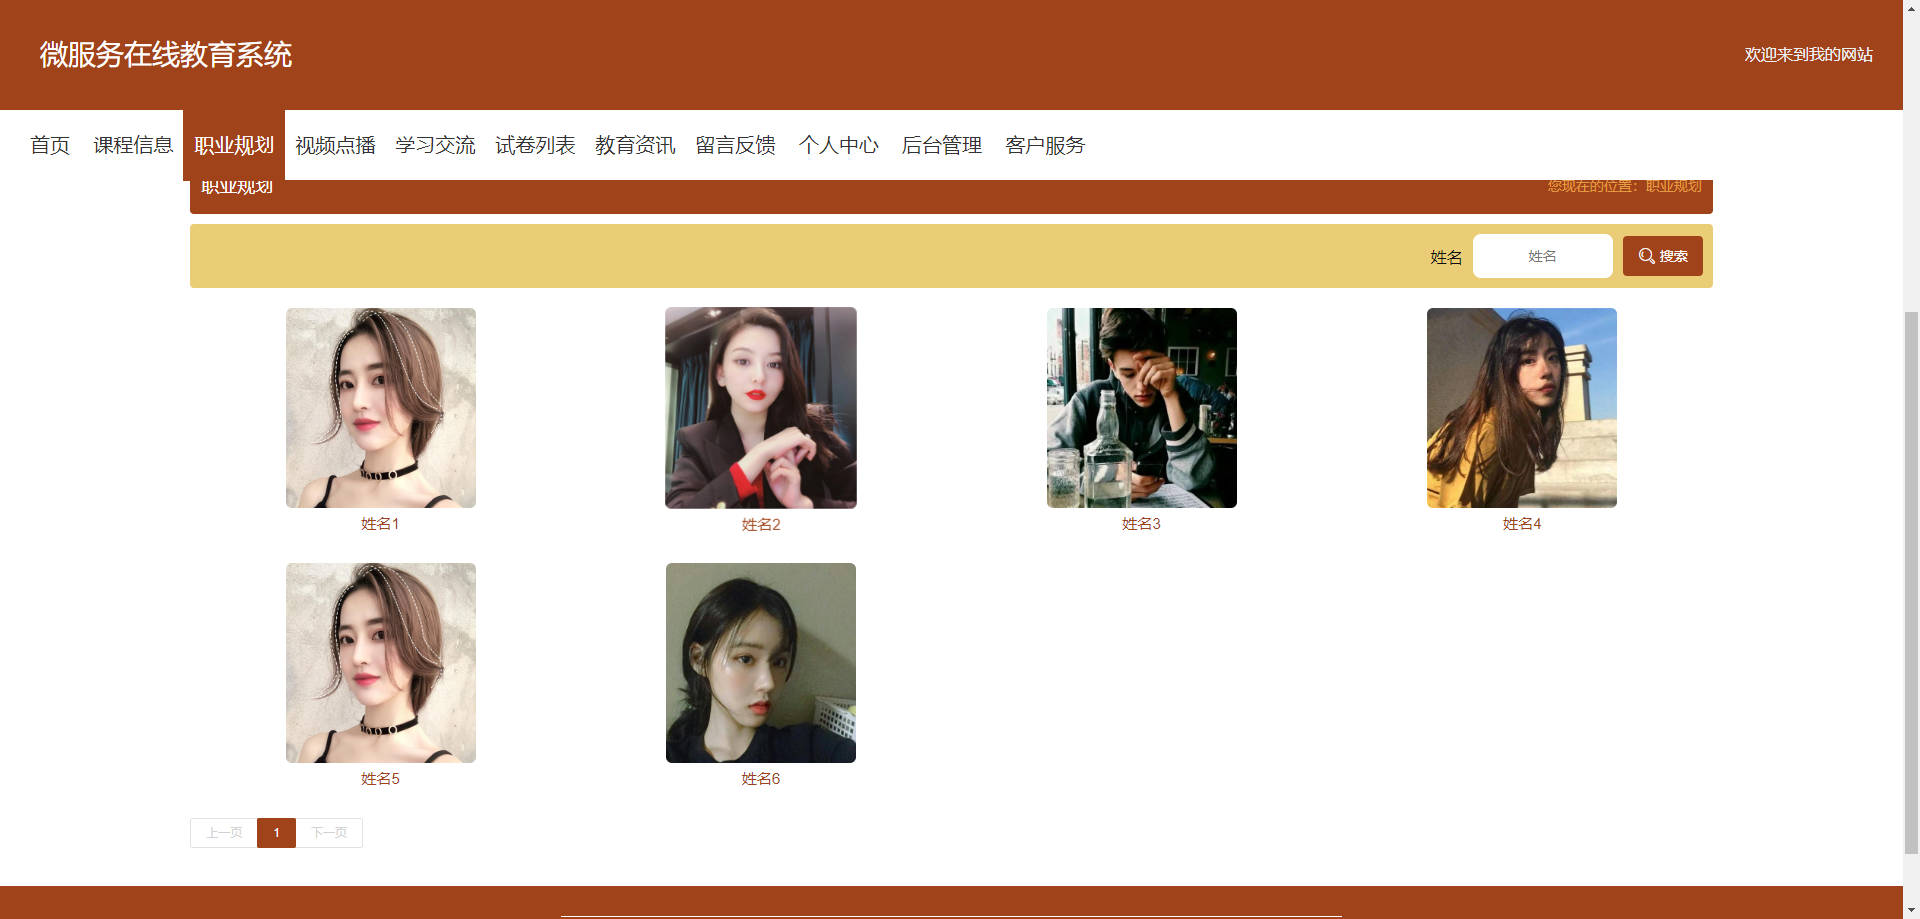 微服务在线教育系统
欢迎来到我的网站
首页 课程信息 职业规划 视频点播 学习交流 试卷列表 教育资讯 留言反馈 个人中心 后台管理 客户服务
职业规划
您现在的位置：职业规划
姓名 姓名 搜索
姓名1 姓名2 姓名3 姓名4
姓名5 姓名6
上一页 1 下一页